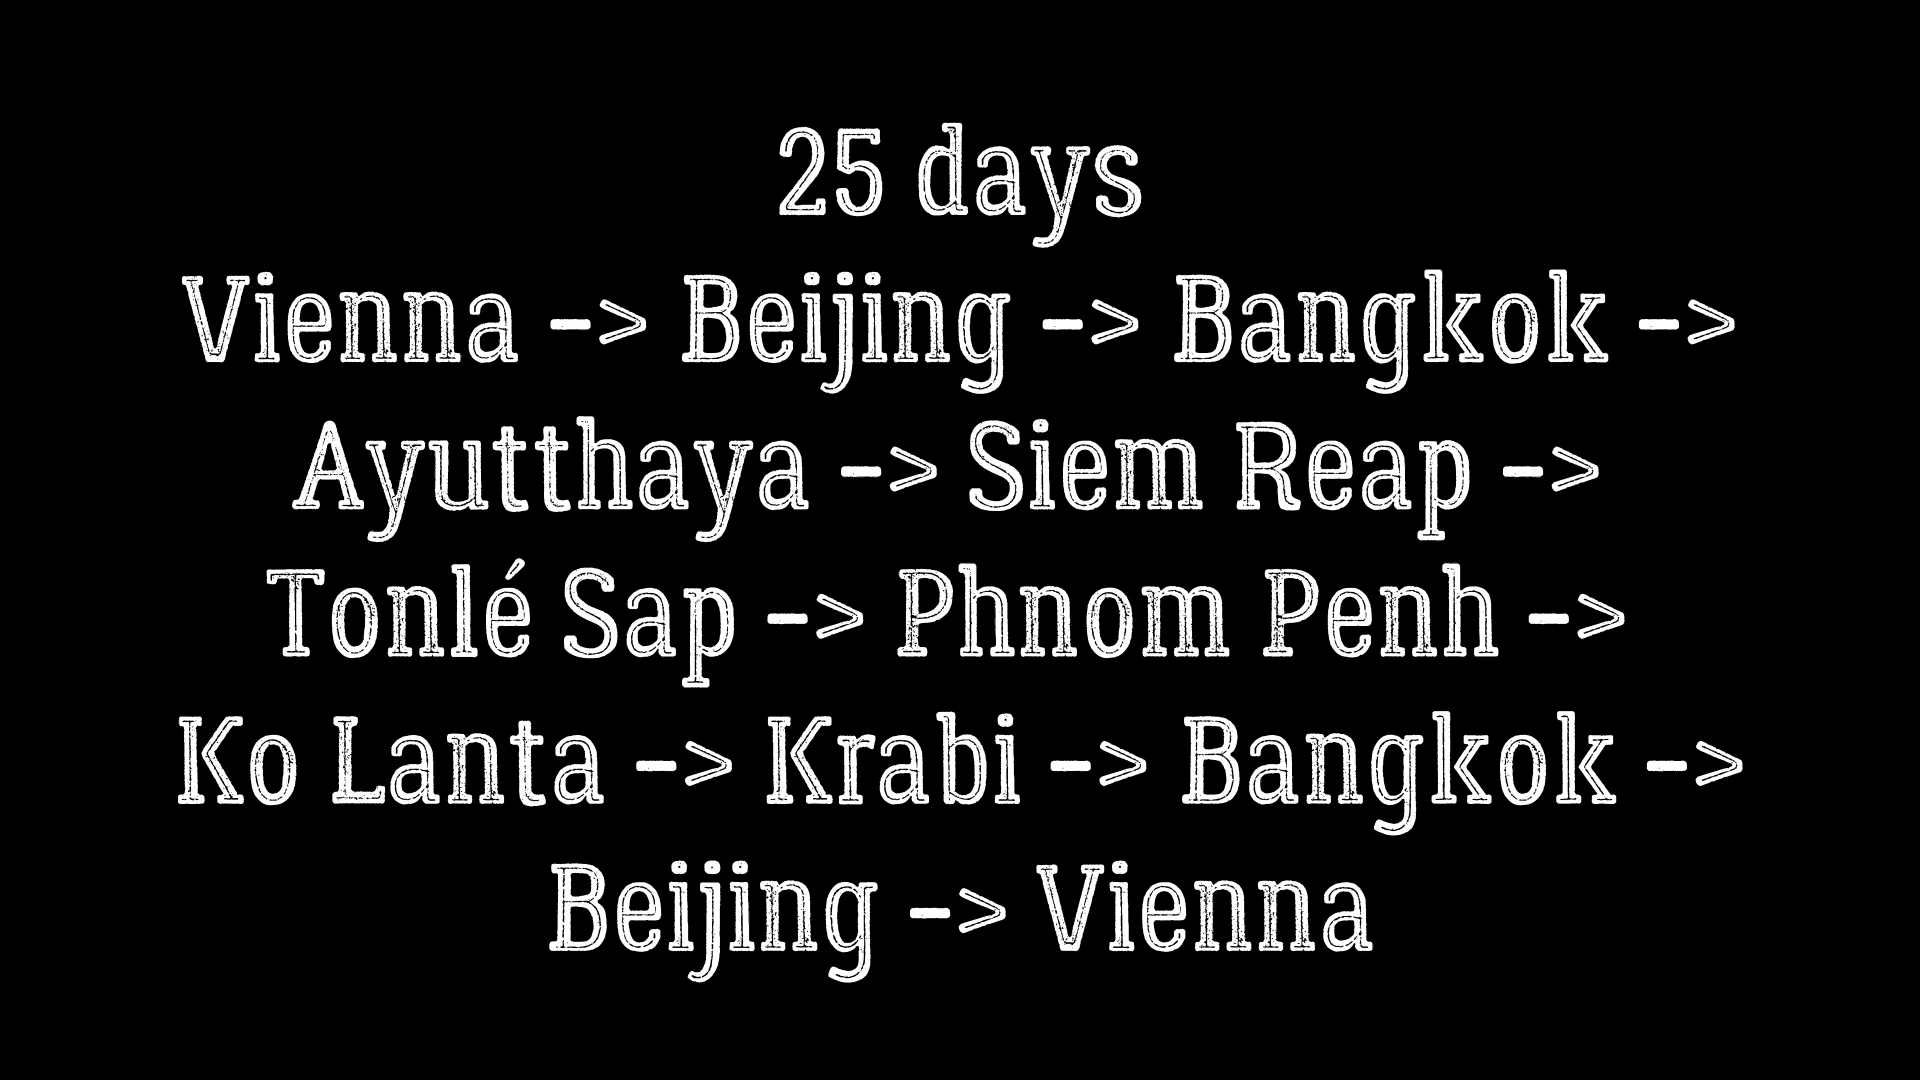 25 days
Vienna -> Beijing -> Bangkok ->
Ayutthaya -> Siem Reap ->
Tonlé Sap -> Phnom Penh ->
Ko Lanta -> Krabi -> Bangkok ->
Beijing -> Vienna